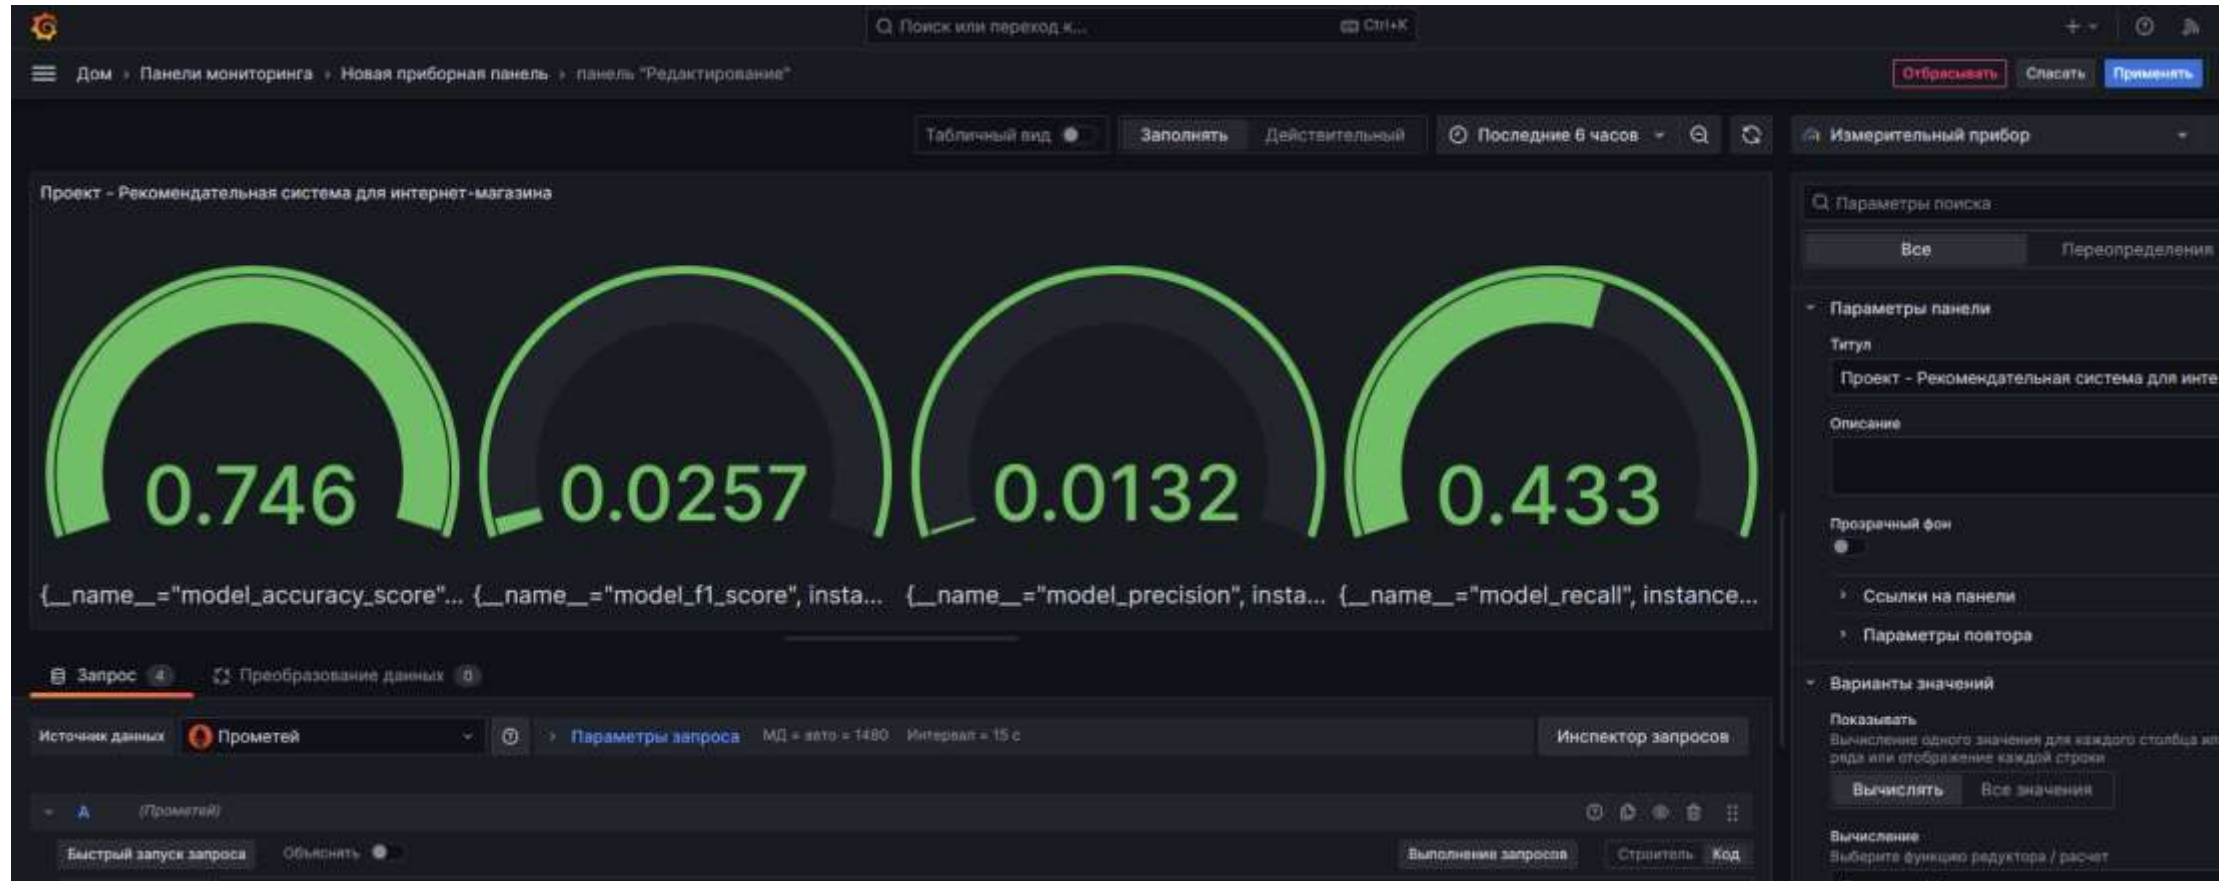 Поиск или переход к... Ctrl+K
Дом › Панели мониторинга › Новая приборная панель › панель "Редактирование"
Отбрасывать Спасать Применять
Табличный вид Заполнять Действительный Последние 6 часов
Измерительный прибор
Проект - Рекомендательная система для интернет-магазина
0.746 0.0257 0.0132 0.433
{__name__="model_accuracy_score"... {__name__="model_f1_score", insta... {__name__="model_precision", insta... {__name__="model_recall", instance...
Запрос 4 Преобразование данных 0
Источник данных Прометей Параметры запроса МД = авто = 1480 Интервал = 15 с Инспектор запросов
A (Прометей)
Быстрый запуск запроса Объяснить Выполнение запросов Строитель Код
Параметры поиска
Все Переопределения
Параметры панели
Титул
Проект - Рекомендательная система для инте
Описание
Прозрачный фон
Ссылки на панели
Параметры повтора
Варианты значений
Показывать
Вычисление одного значения для каждого столбца ил
ряда или отображение каждой строки
Вычислять Все значения
Вычисление
Выберите функцию редуктора / расчет